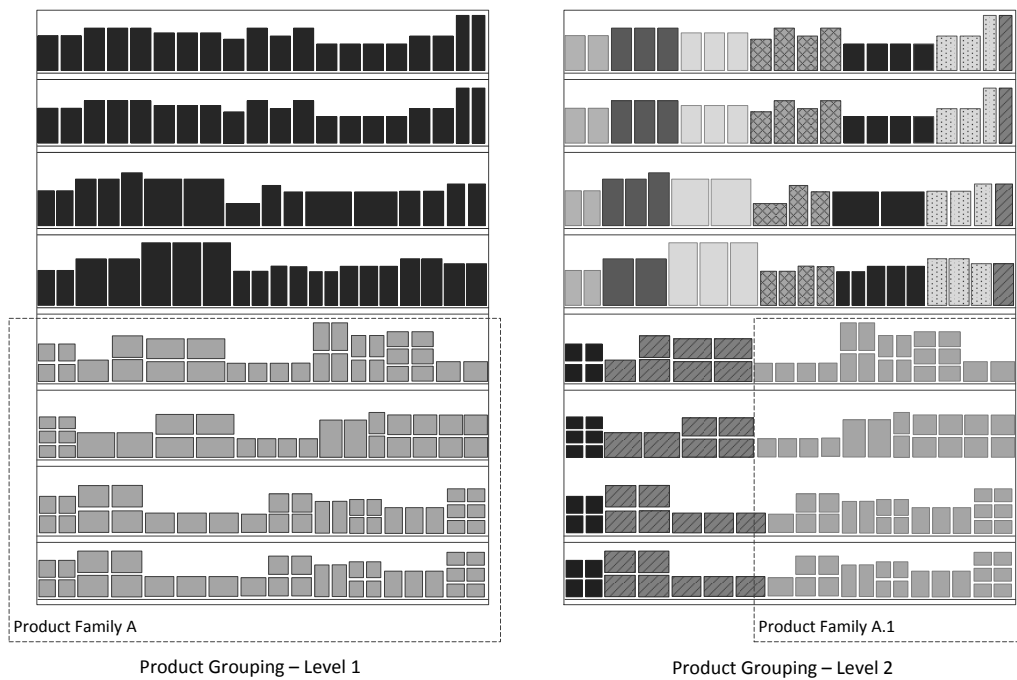 Product Family A
Product Family A.1
Product Grouping – Level 1
Product Grouping – Level 2